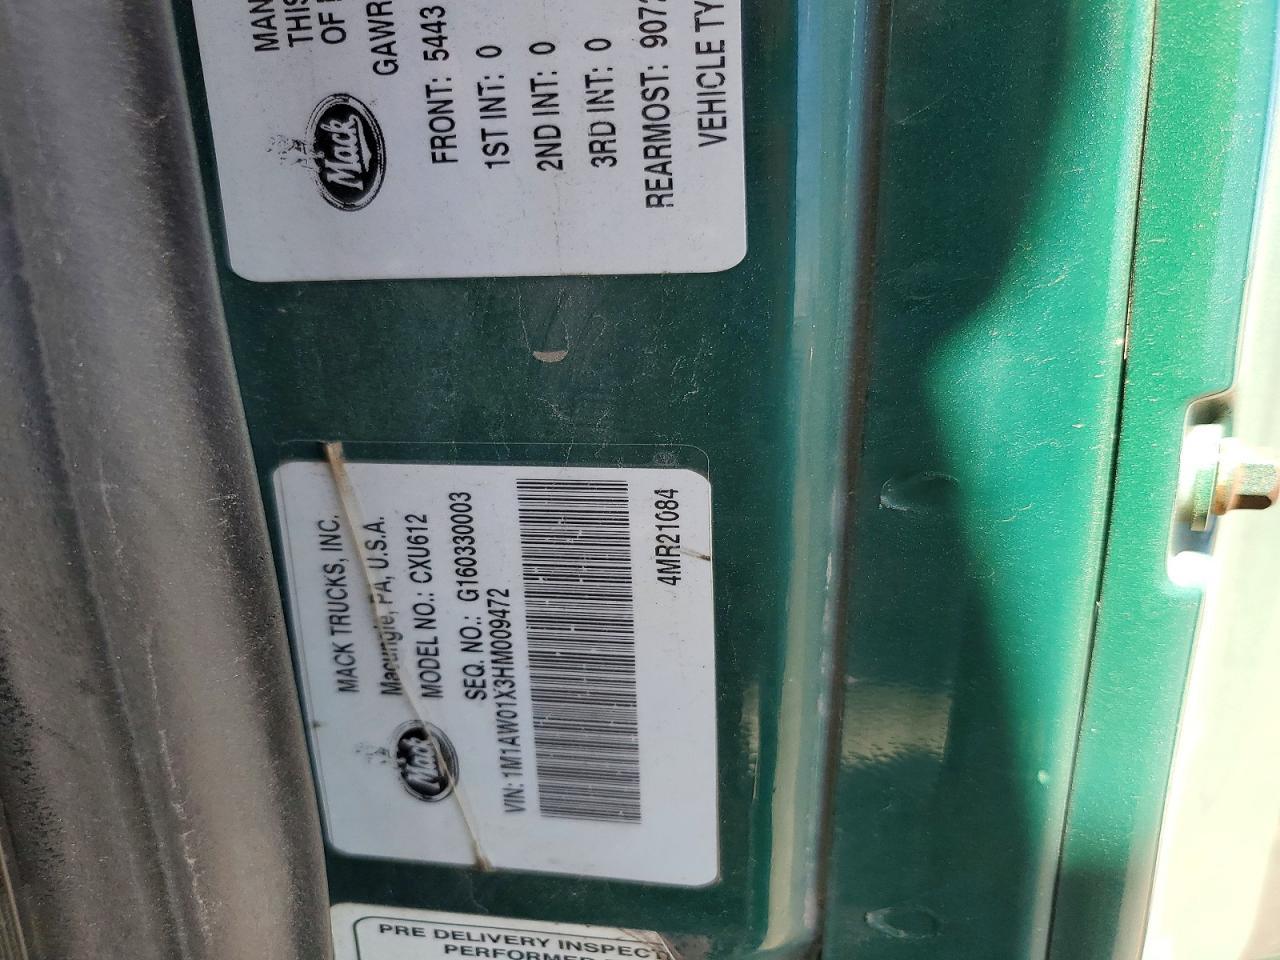 MAN
THIS
OF
GAWR
Mack
FRONT: 5443
1ST INT: 0
2ND INT: 0
3RD INT: 0
REARMOST: 907
VEHICLE TY
MACK TRUCKS, INC.
Macungie, PA, U.S.A.
MODEL NO.: CXU612
Mack
SEQ. NO.: G160330003
VIN: 1M1AW01X3HM009472
4MR21084
PRE DELIVERY INSPECT
PERFORMED